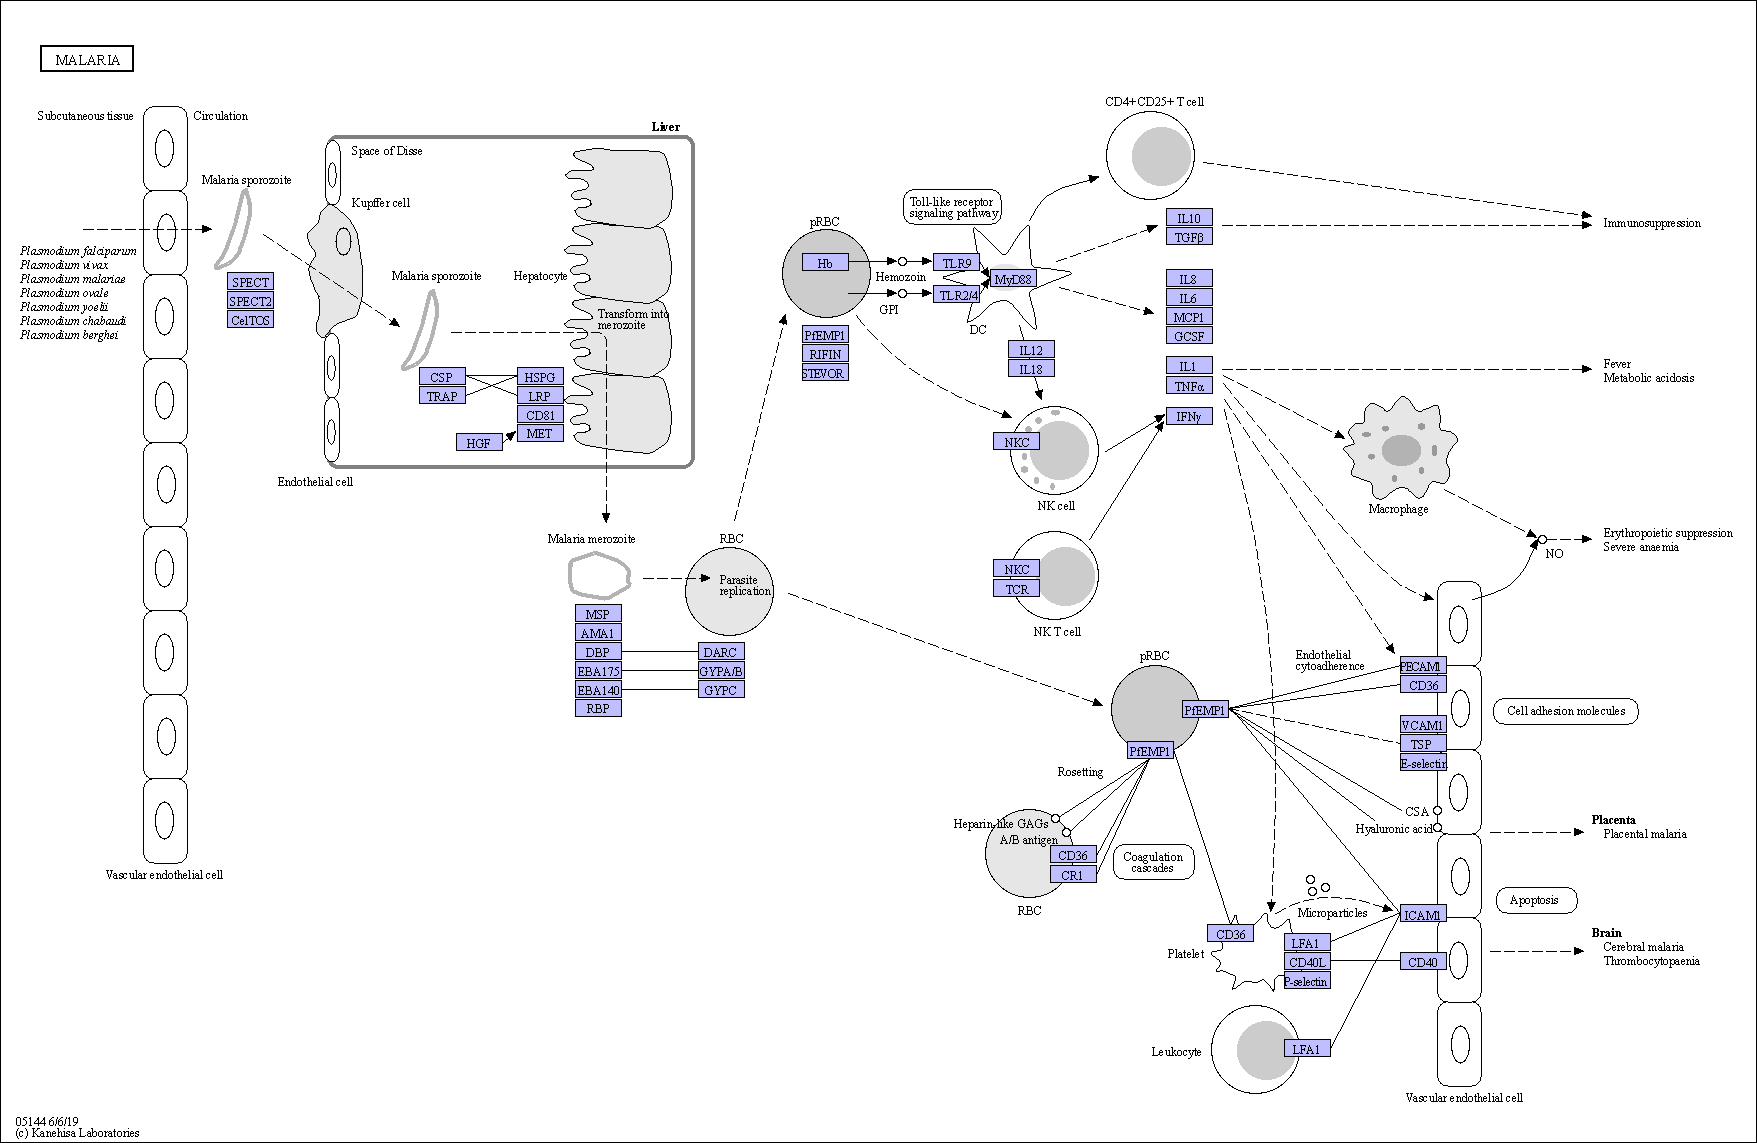 MALARIA
Subcutaneous tissue
Circulation
Malaria sporozoite
Plasmodium falciparum
Plasmodium vivax
Plasmodium malariae
Plasmodium ovale
Plasmodium yoelii
Plasmodium chabaudi
Plasmodium berghei
SPECT
SPECT2
CelTOS
Vascular endothelial cell
Liver
Space of Disse
Kupffer cell
Malaria sporozoite
Hepatocyte
Transform into
merozoite
CSP
TRAP
HSPG
LRP
CD81
MET
HGF
Endothelial cell
Malaria merozoite
MSP
AMA1
DBP
EBA175
EBA140
RBP
RBC
Parasite
replication
DARC
GYPA/B
GYPC
pRBC
Hb
PfEMP1
RIFIN
STEVOR
Hemozoin
GPI
Toll-like receptor
signaling pathway
TLR9
TLR2/4
MyD88
DC
IL12
IL18
CD4+CD25+ T cell
IL10
TGFβ
IL8
IL6
MCP1
GCSF
IL1
TNFα
IFNγ
NKC
NK cell
NKC
TCR
NK T cell
Immunosuppression
Fever
Metabolic acidosis
Macrophage
NO
Erythropoietic suppression
Severe anaemia
pRBC
PfEMP1
PfEMP1
Endothelial
cytoadherence
PECAM1
CD36
VCAM1
TSP
E-selectin
CSA
Hyaluronic acid
Cell adhesion molecules
Rosetting
Heparin-like GAGs
A/B antigen
CD36
CR1
RBC
Coagulation
cascades
Placenta
Placental malaria
Microparticles
ICAM1
Apoptosis
CD36
Platelet
LFA1
CD40L
P-selectin
CD40
Brain
Cerebral malaria
Thrombocytopaenia
Leukocyte
LFA1
Vascular endothelial cell
05144 6/6/19
(c) Kanehisa Laboratories